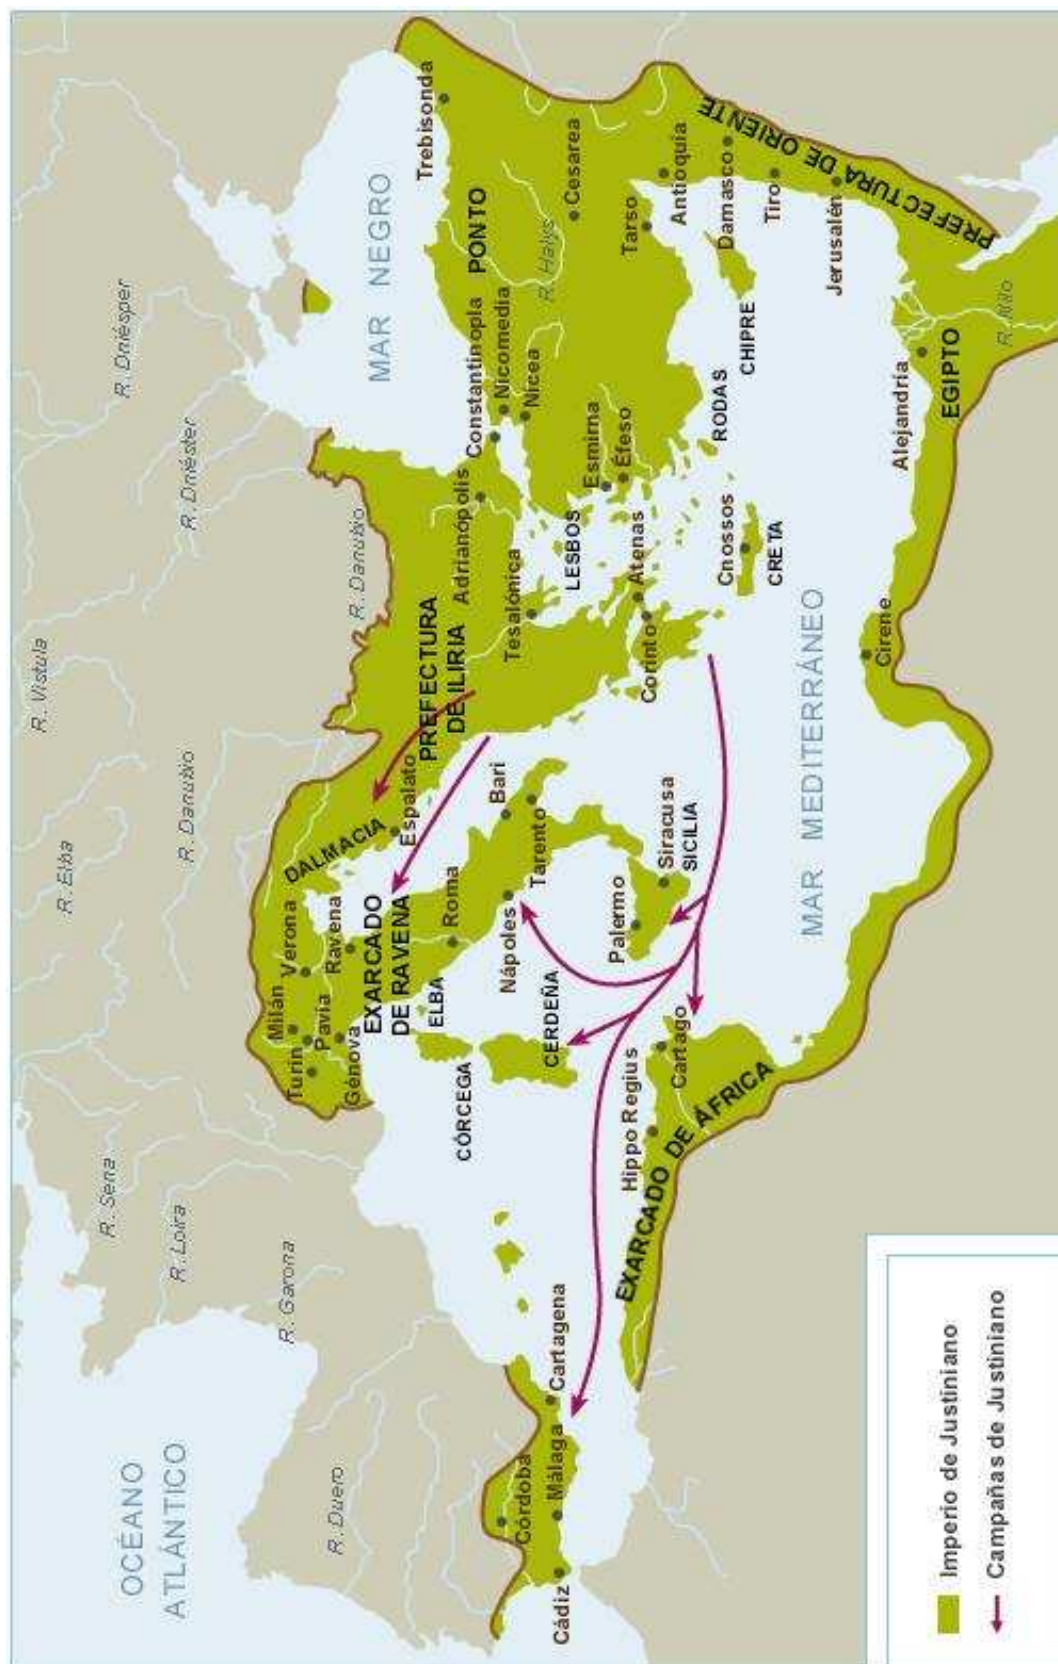 OCÉANO
ATLÁNTICO
R. Sena
R. Loira
R. Garona
R. Duero
R. Elba
R. Vístula
R. Danubio
R. Dniéster
R. Dniésper
R. Danubio
MAR NEGRO
Trebisonda
Milán
Verona
Turín
Pavía
Ravena
Génova
DALMACIA
Espalato
EXARCADO
DE RAVENA
PREFECTURA
DE ILIRIA
Adrianópolis
Constantinopla
Nicomedia
Nicea
PONTO
R. Halys
Cesarea
ELBA
Roma
Bari
Nápoles
Tarento
Tesalónica
LESBOS
Esmirna
Éfeso
Tarso
Antioquía
CÓRCEGA
CERDEÑA
Córdoba
Málaga
Cartagena
Cádiz
Palermo
Siracusa
SICILIA
Corinto
Atenas
RODAS
CHIPRE
Damasco
Tiro
Jerusalén
PREFECTURA DE ORIENTE
Cnossos
CRETA
Hippo Regius
Cartago
EXARCADO DE ÁFRICA
MAR MEDITERRÁNEO
Cirene
Alejandría
EGIPTO
R. Nilo
Imperio de Justiniano
Campañas de Justiniano